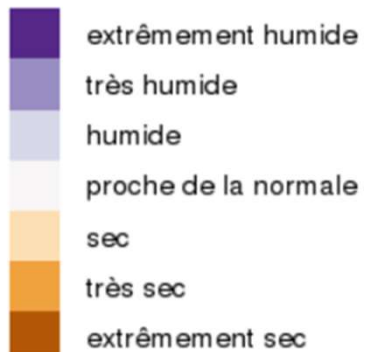 extrêmement humide
très humide
humide
proche de la normale
sec
très sec
extrêmement sec